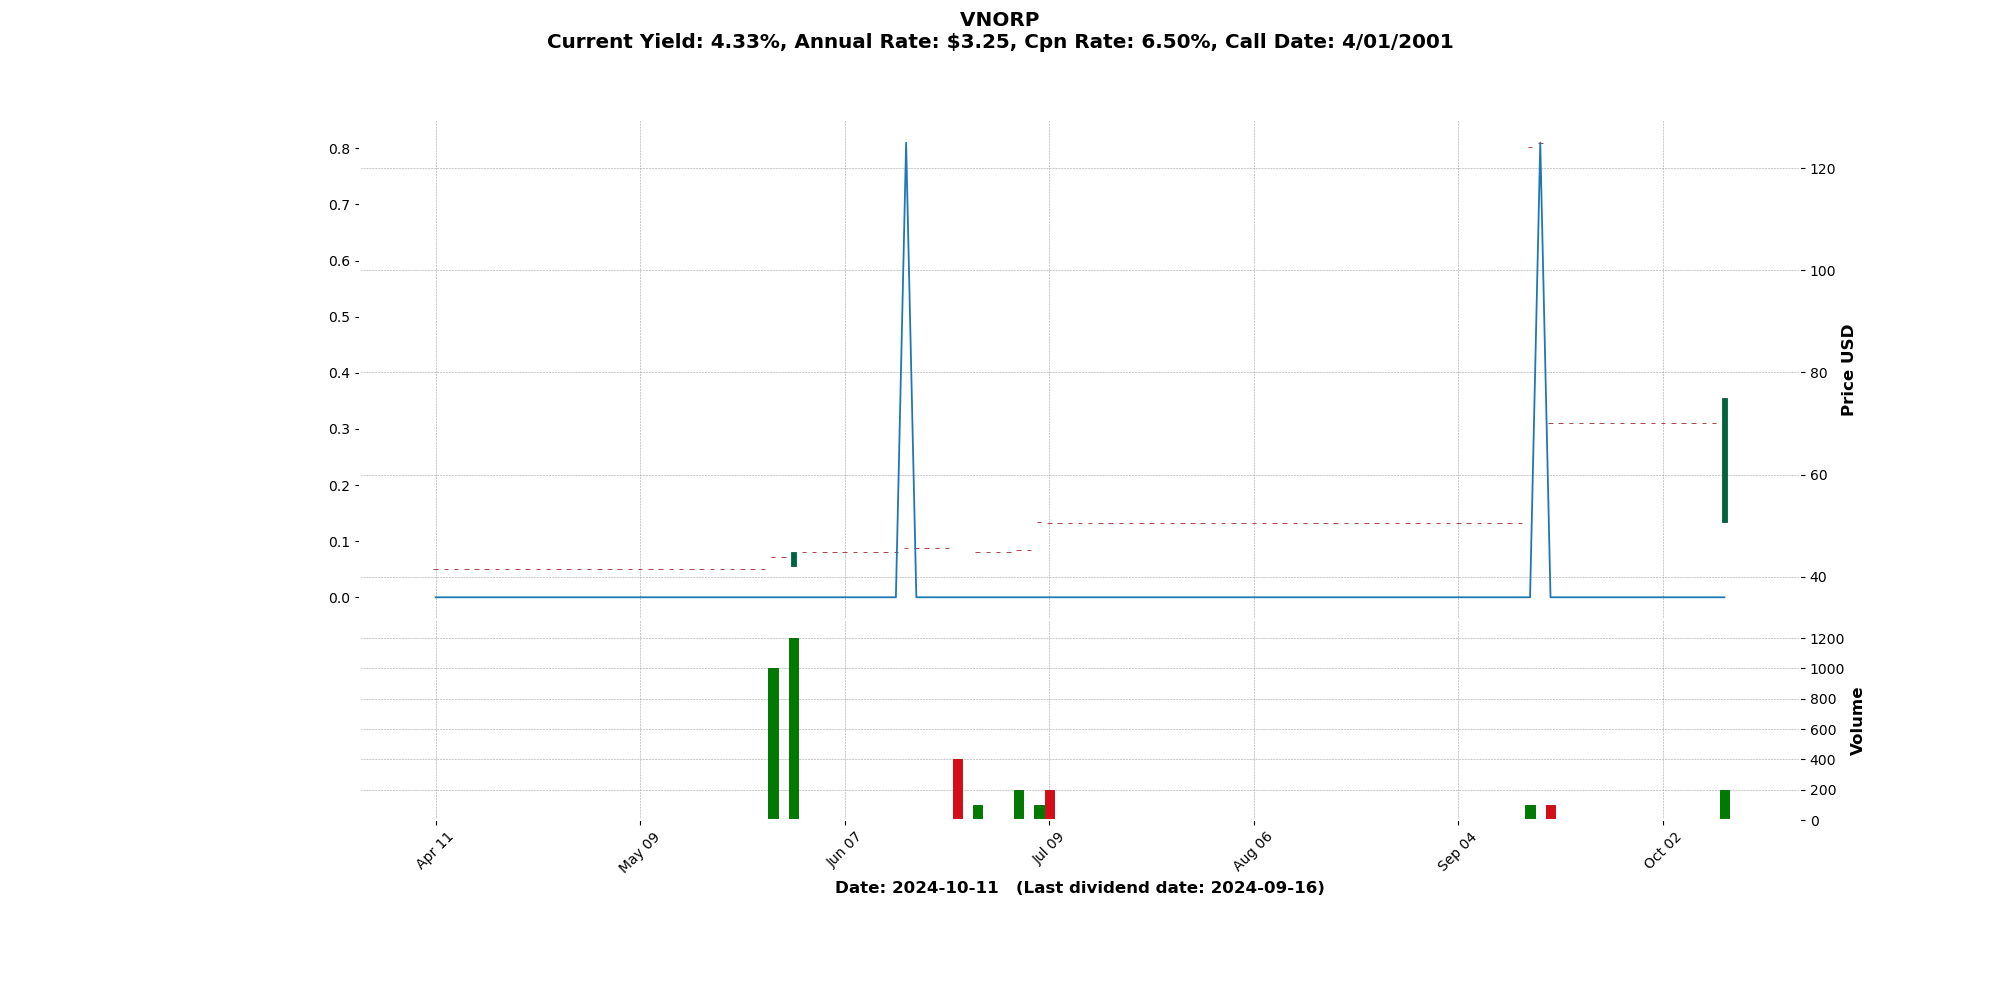 VNORP
Current Yield: 4.33%, Annual Rate: $3.25, Cpn Rate: 6.50%, Call Date: 4/01/2001
0.8
0.7
0.6
0.5
0.4
0.3
0.2
0.1
0.0
120
100
80
60
40
Price USD
1200
1000
800
600
400
200
0
Volume
Apr 11
May 09
Jun 07
Jul 09
Aug 06
Sep 04
Oct 02
Date: 2024-10-11 (Last dividend date: 2024-09-16)